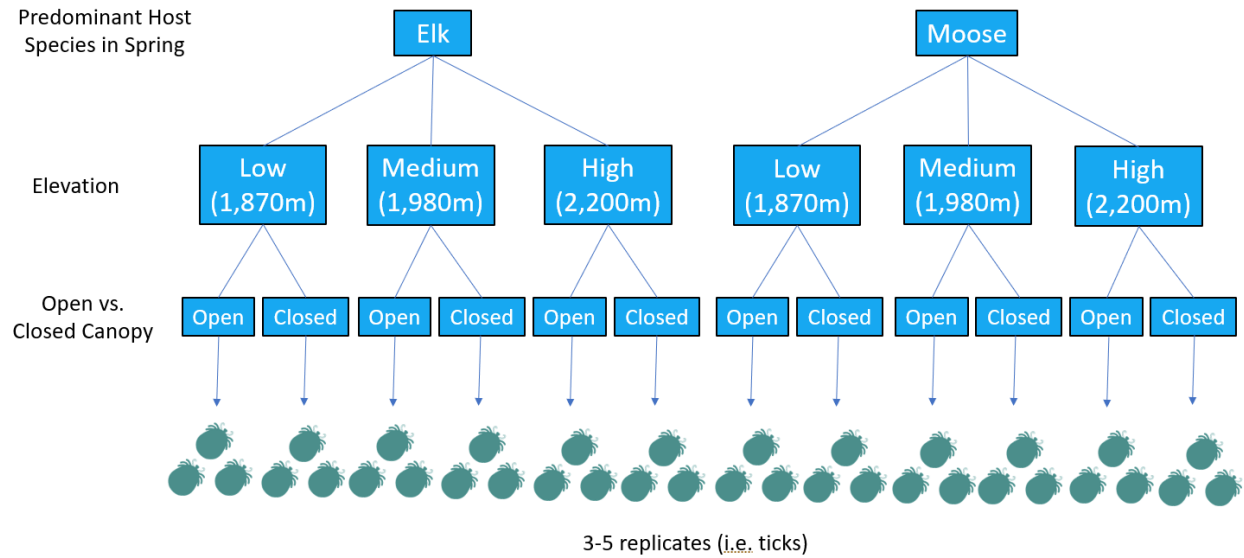 Predominant Host
Species in Spring
Elk
Moose
Elevation
Low
(1,870m)
Medium
(1,980m)
High
(2,200m)
Low
(1,870m)
Medium
(1,980m)
High
(2,200m)
Open vs.
Closed Canopy
Open
Closed
Open
Closed
Open
Closed
Open
Closed
Open
Closed
Open
Closed
3-5 replicates (i.e. ticks)